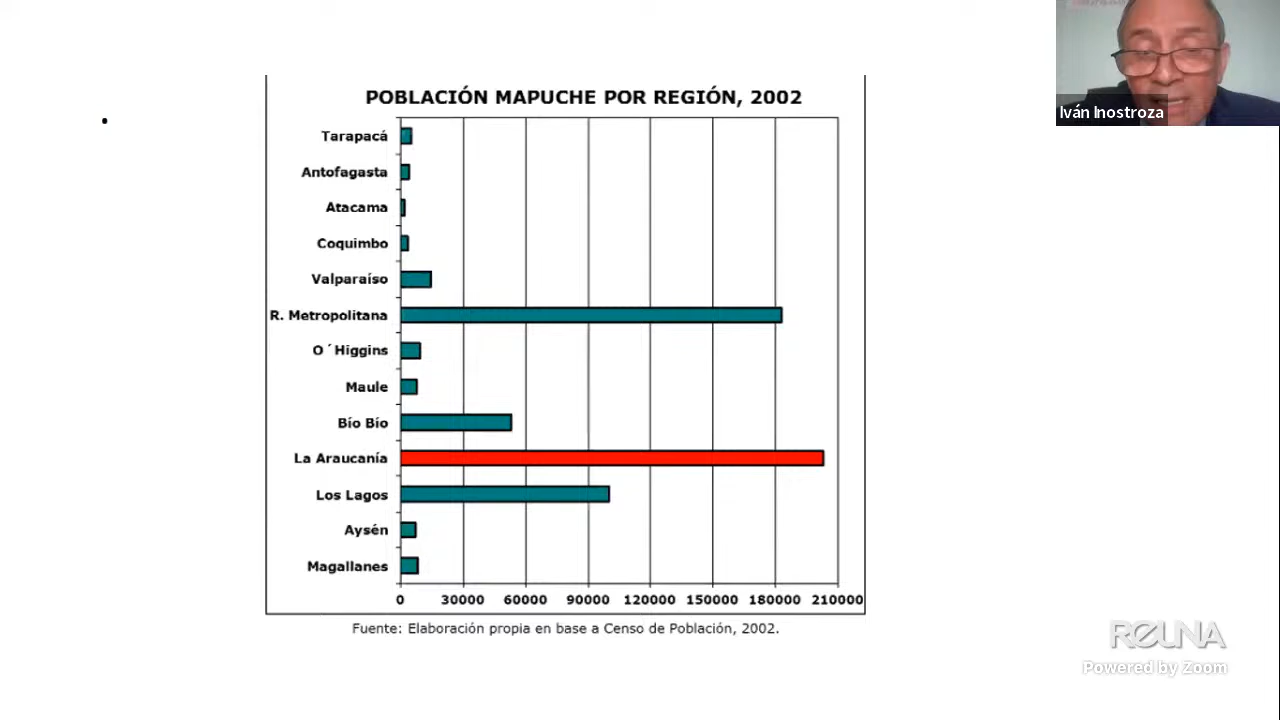 Iván Inostroza
POBLACIÓN MAPUCHE POR REGIÓN, 2002
Tarapacá
Antofagasta
Atacama
Coquimbo
Valparaíso
R. Metropolitana
O´Higgins
Maule
Bío Bío
La Araucanía
Los Lagos
Aysén
Magallanes
0 30000 60000 90000 120000 150000 180000 210000
Fuente: Elaboración propia en base a Censo de Población, 2002.
REUNA
Powered by Zoom